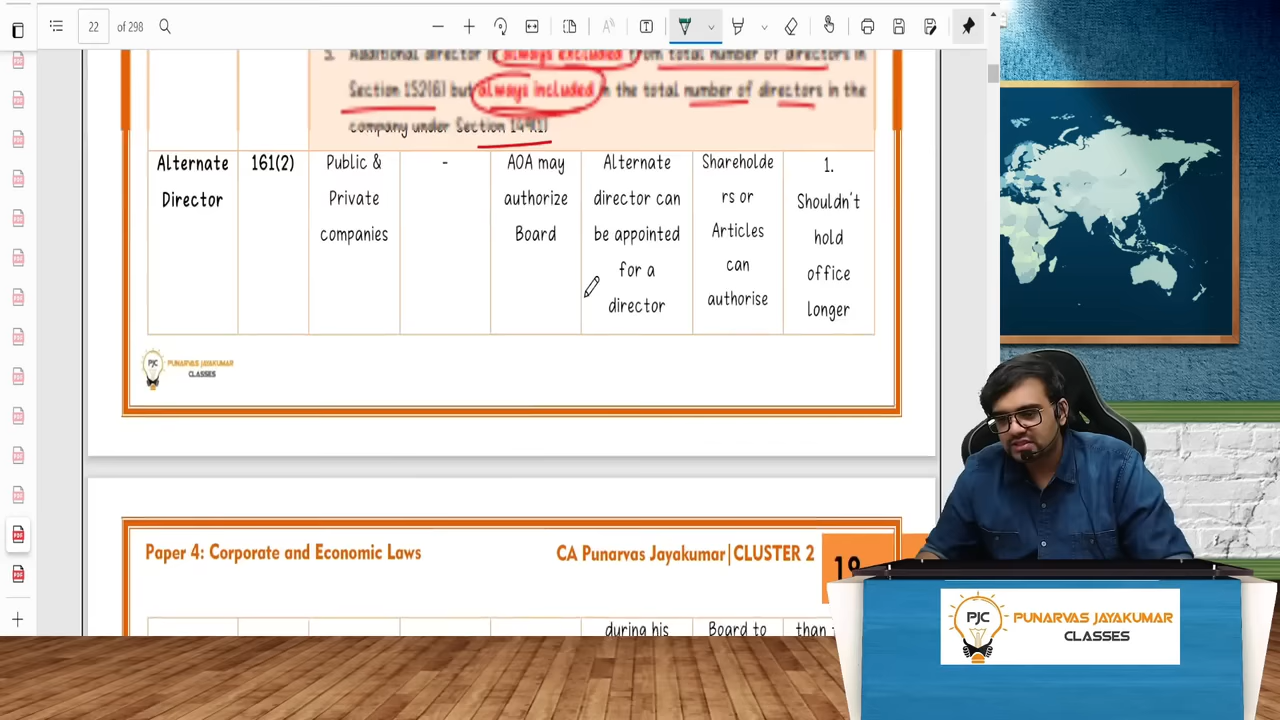 22 of 298
3. Additional director is always excluded from total number of directors in
Section 152(6) but always included in the total number of directors in the
company under Section 149(1)
Alternate
Director
161(2)
Public &
Private
companies
-
AOA may
authorize
Board
Alternate
director can
be appointed
for a
director
Shareholde
rs or
Articles
can
authorise
1.
Shouldn't
hold
office
longer
PJC
PUNARVAS JAYAKUMAR
CLASSES
Paper 4: Corporate and Economic Laws
CA Punarvas Jayakumar|CLUSTER 2
19
during his
Board to
than
PJC
PUNARVAS JAYAKUMAR
CLASSES